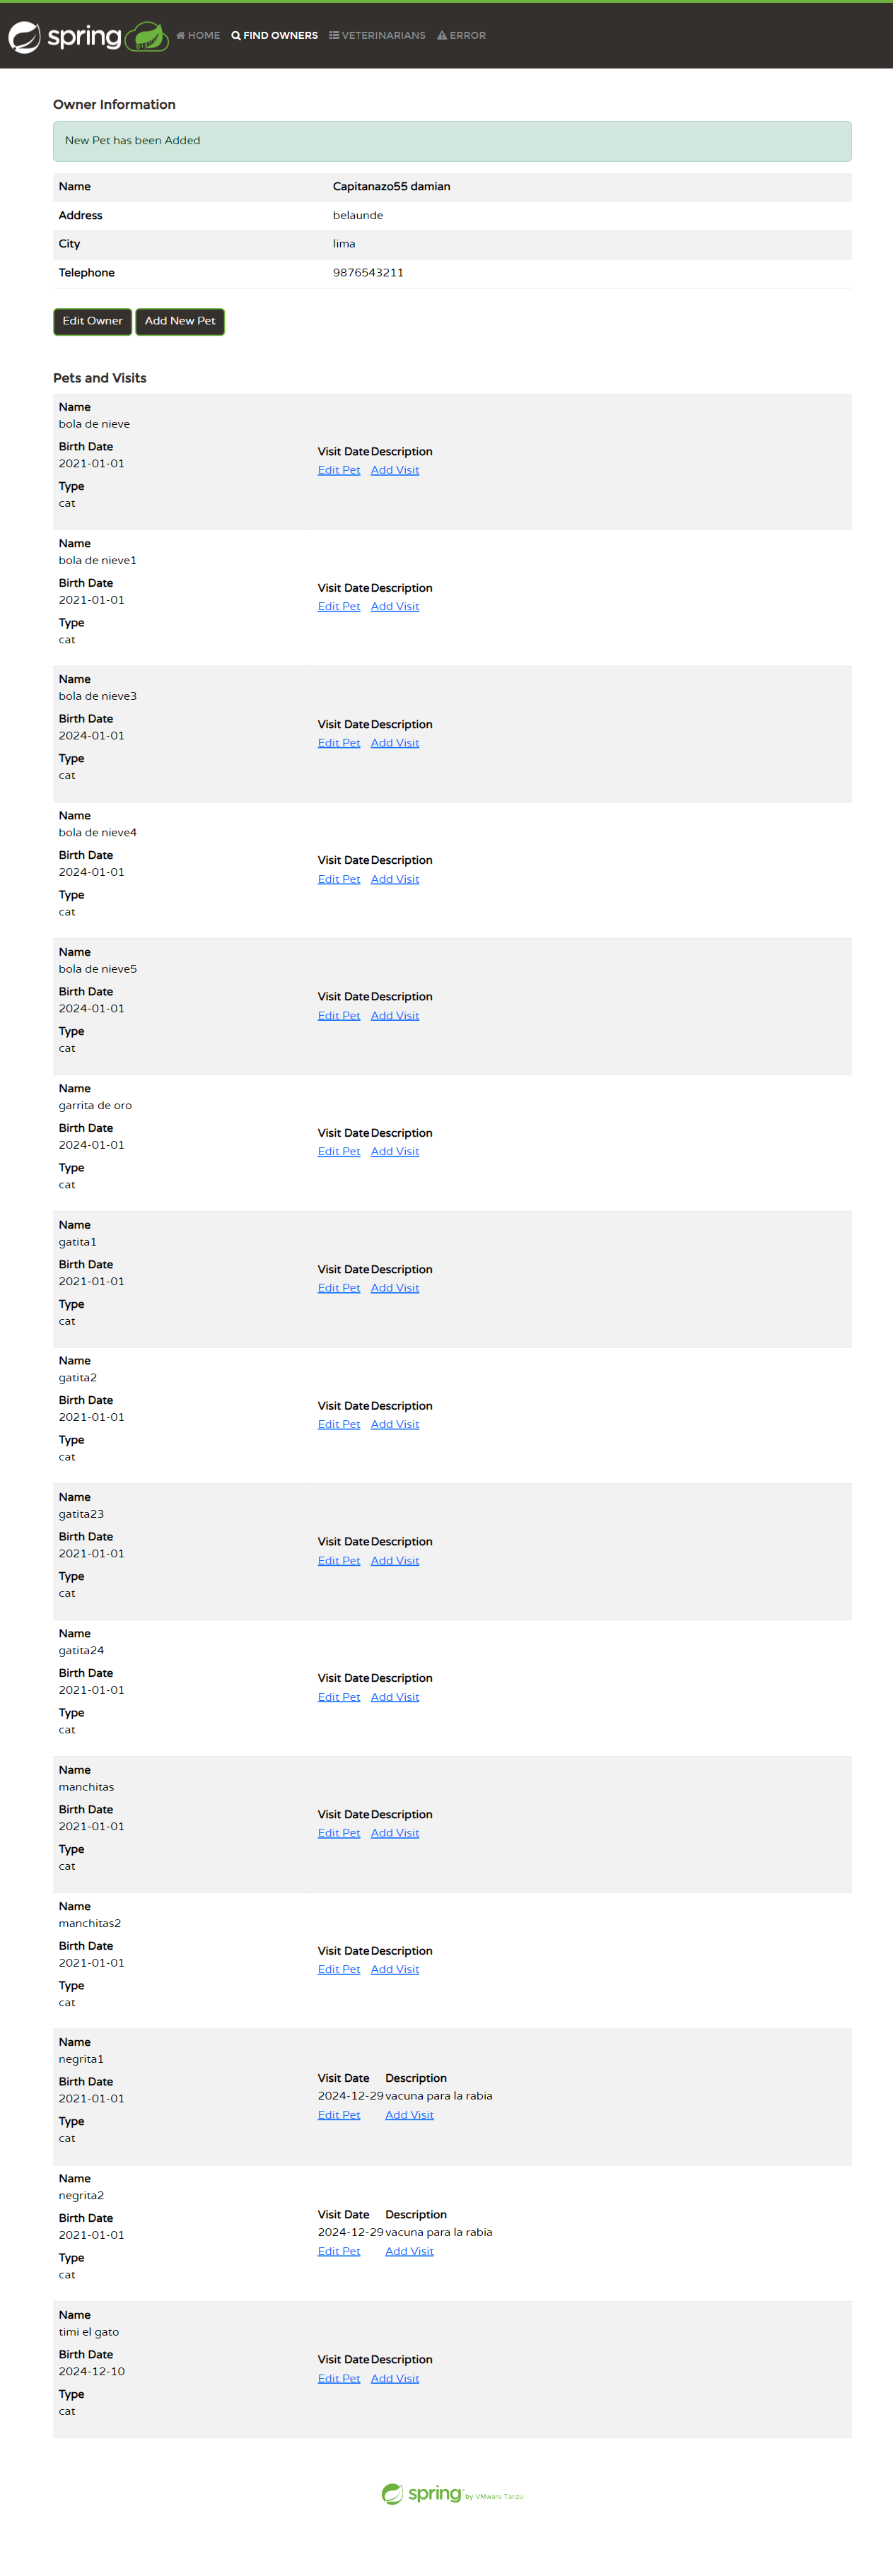 spring HOME FIND OWNERS VETERINARIANS ERROR
Owner Information
New Pet has been Added
Name Capitanazo55 damian
Address belaunde
City lima
Telephone 9876543211
Edit Owner Add New Pet
Pets and Visits
Name
bola de nieve
Birth Date
2021-01-01
Type
cat
Visit Date Description
Edit Pet Add Visit
Name
bola de nieve1
Birth Date
2021-01-01
Type
cat
Visit Date Description
Edit Pet Add Visit
Name
bola de nieve3
Birth Date
2024-01-01
Type
cat
Visit Date Description
Edit Pet Add Visit
Name
bola de nieve4
Birth Date
2024-01-01
Type
cat
Visit Date Description
Edit Pet Add Visit
Name
bola de nieve5
Birth Date
2024-01-01
Type
cat
Visit Date Description
Edit Pet Add Visit
Name
garrita de oro
Birth Date
2024-01-01
Type
cat
Visit Date Description
Edit Pet Add Visit
Name
gatita1
Birth Date
2021-01-01
Type
cat
Visit Date Description
Edit Pet Add Visit
Name
gatita2
Birth Date
2021-01-01
Type
cat
Visit Date Description
Edit Pet Add Visit
Name
gatita23
Birth Date
2021-01-01
Type
cat
Visit Date Description
Edit Pet Add Visit
Name
gatita24
Birth Date
2021-01-01
Type
cat
Visit Date Description
Edit Pet Add Visit
Name
manchitas
Birth Date
2021-01-01
Type
cat
Visit Date Description
Edit Pet Add Visit
Name
manchitas2
Birth Date
2021-01-01
Type
cat
Visit Date Description
Edit Pet Add Visit
Name
negrita1
Birth Date
2021-01-01
Type
cat
Visit Date Description
2024-12-29 vacuna para la rabia
Edit Pet Add Visit
Name
negrita2
Birth Date
2021-01-01
Type
cat
Visit Date Description
2024-12-29 vacuna para la rabia
Edit Pet Add Visit
Name
timi el gato
Birth Date
2024-12-10
Type
cat
Visit Date Description
Edit Pet Add Visit
spring by VMware Tanzu